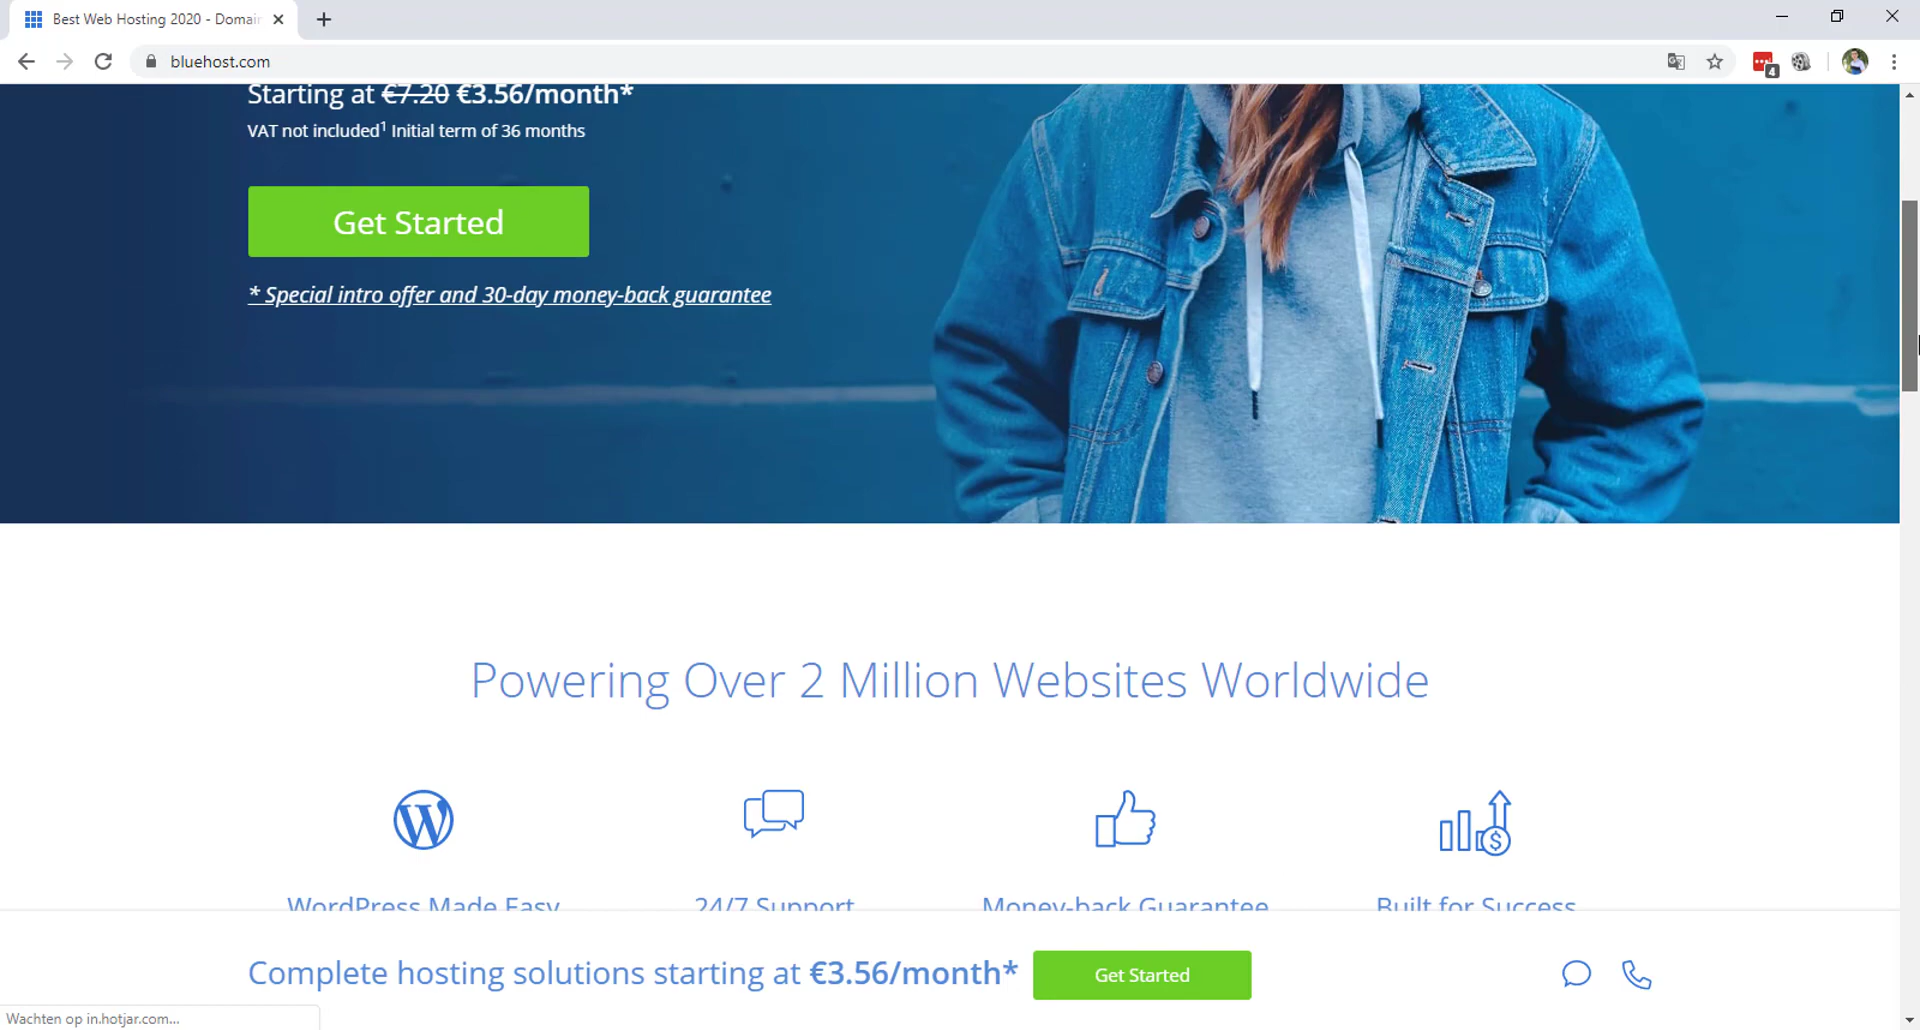 Best Web Hosting 2020 - Domain
bluehost.com
4
Starting at €7.20 €3.56/month*
VAT not included¹ Initial term of 36 months
Get Started
* Special intro offer and 30-day money-back guarantee
Powering Over 2 Million Websites Worldwide
WordPress Made Easy
24/7 Support
Money-back Guarantee
Built for Success
Complete hosting solutions starting at €3.56/month*
Get Started
Wachten op in.hotjar.com...